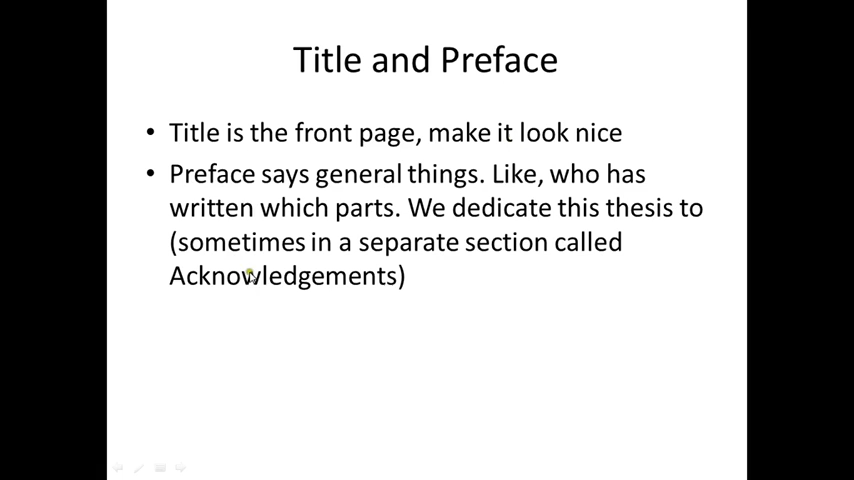 Title and Preface
• Title is the front page, make it look nice
• Preface says general things. Like, who has
written which parts. We dedicate this thesis to
(sometimes in a separate section called
Acknowledgements)